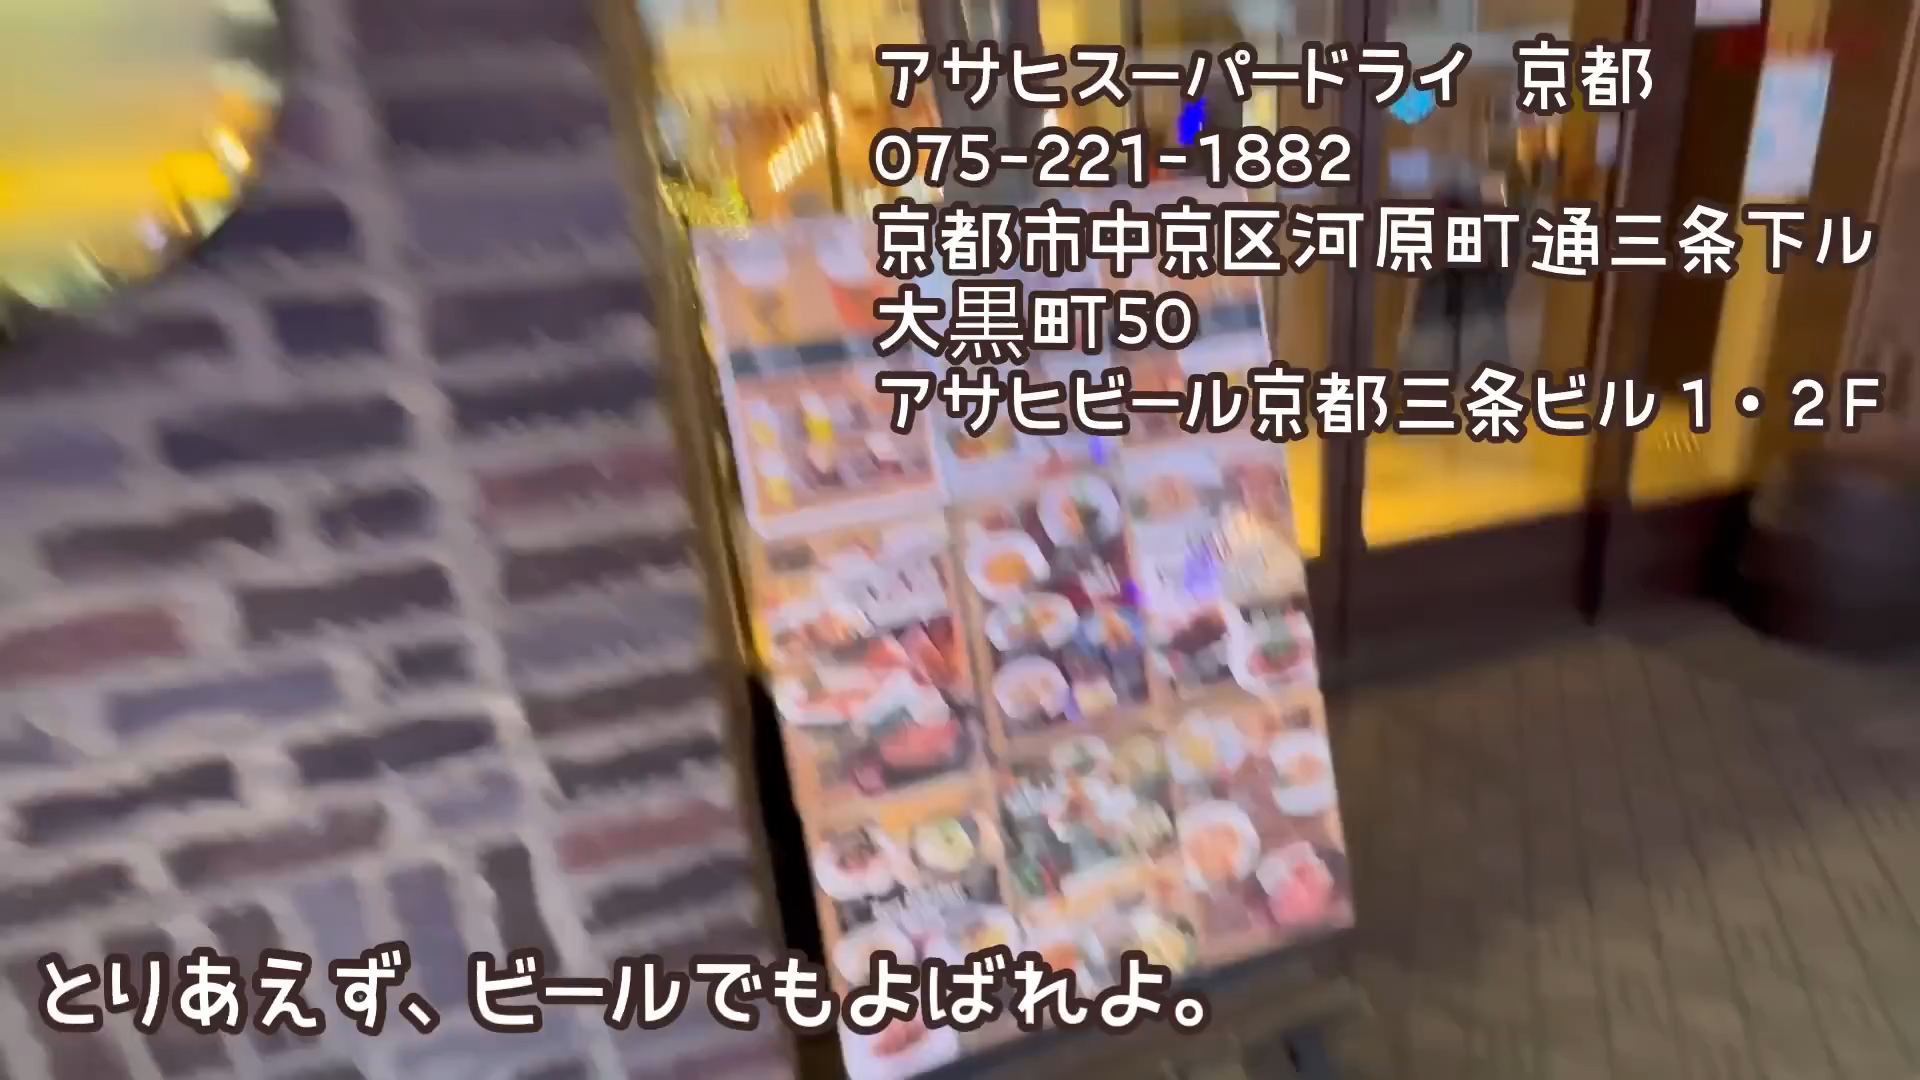 アサヒスーパードライ 京都
075-221-1882
京都市中京区河原町通三条下ル
大黒町50
アサヒビール京都三条ビル１・２Ｆ
とりあえず、ビールでもよばれよ。